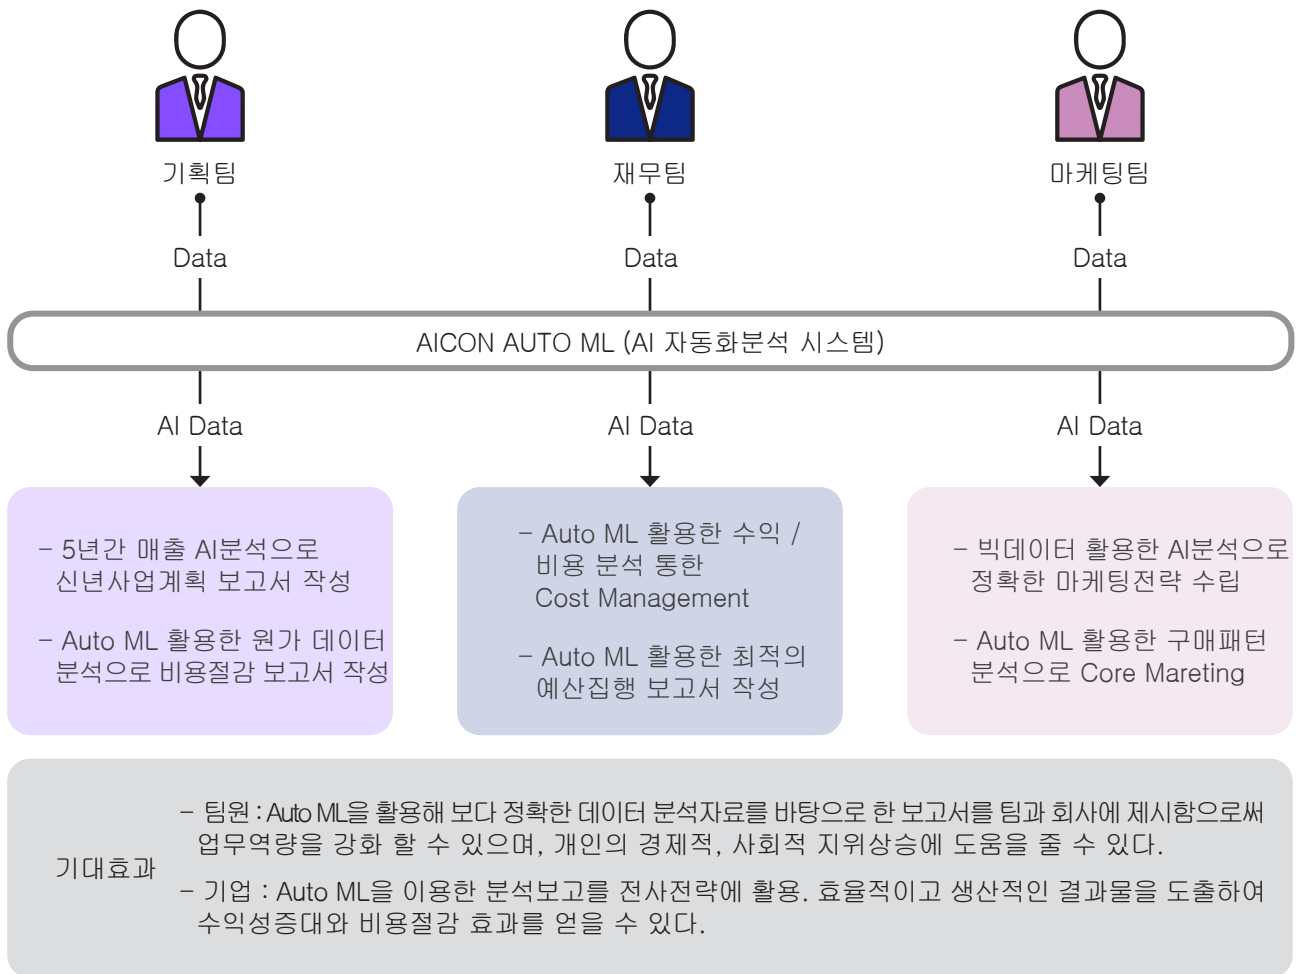 기획팀
재무팀
마케팅팀
Data
Data
Data
AICON AUTO ML (AI 자동화분석 시스템)
AI Data
AI Data
AI Data
- 5년간 매출 AI분석으로
신년사업계획 보고서 작성
- Auto ML 활용한 원가 데이터
분석으로 비용절감 보고서 작성
- Auto ML 활용한 수익 /
비용 분석 통한
Cost Management
- Auto ML 활용한 최적의
예산집행 보고서 작성
- 빅데이터 활용한 AI분석으로
정확한 마케팅전략 수립
- Auto ML 활용한 구매패턴
분석으로 Core Mareting
기대효과
- 팀원 : Auto ML을 활용해 보다 정확한 데이터 분석자료를 바탕으로 한 보고서를 팀과 회사에 제시함으로써
업무역량을 강화 할 수 있으며, 개인의 경제적, 사회적 지위상승에 도움을 줄 수 있다.
- 기업 : Auto ML을 이용한 분석보고를 전사전략에 활용. 효율적이고 생산적인 결과물을 도출하여
수익성증대와 비용절감 효과를 얻을 수 있다.